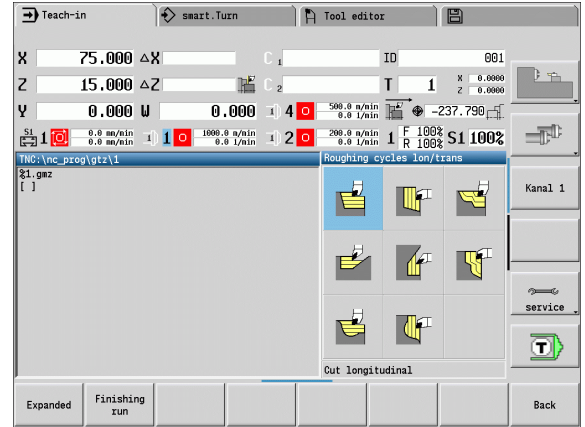 Teach-in
smart.Turn
Tool editor
X 75.000 ΔX C 1 ID 001
Z 15.000 ΔZ C 2 T 1 X 0.0000 Z 0.0000
Y 0.000 W 0.000 4 500.0 m/min 0.0 1/min -237.790
S1 1 0.0 mm/min 0.0 mm/min 1 1000.0 m/min 0.0 1/min 2 200.0 m/min 0.0 1/min 1 F 100% R 100% S1 100%
TNC:\nc_prog\gtz\1
Roughing cycles lon/trans
%1.gmz
[ ]
Kanal 1
service
T
Cut longitudinal
Expanded
Finishing
run
Back